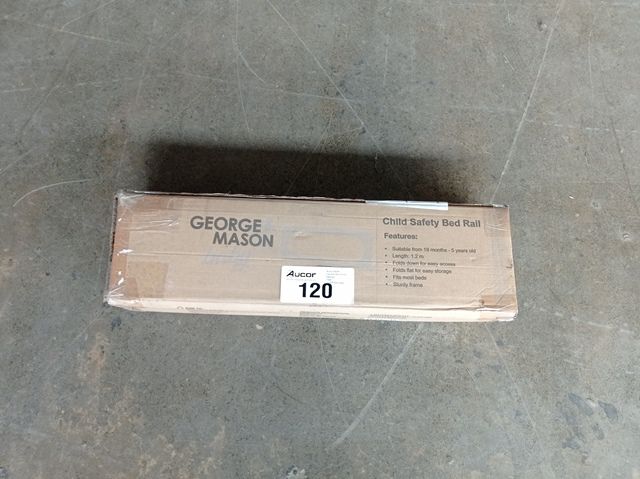 GEORGE
MASON
Child Safety Bed Rail
Features:
• Suitable from 18 months - 5 years old
• Length: 1.2 m
• Folds down for easy access
• Folds flat for easy storage
• Fits most beds
• Sturdy frame
Aucor
120